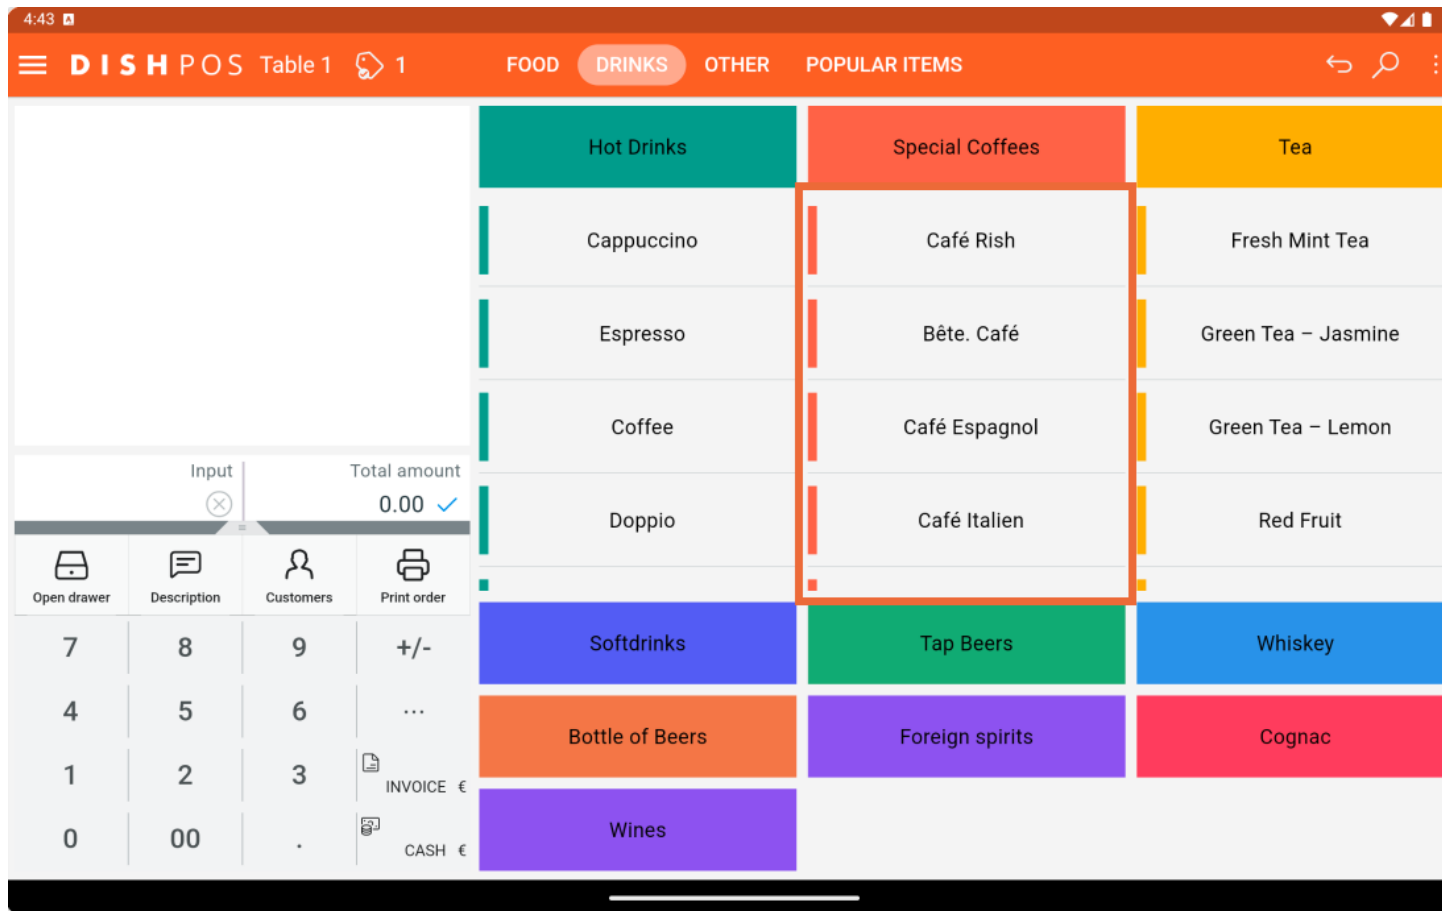 4:43 A
DISH POS Table 1 1 FOOD DRINKS OTHER POPULAR ITEMS
Hot Drinks Special Coffees Tea
Cappuccino Café Rish Fresh Mint Tea
Espresso Bête. Café Green Tea – Jasmine
Coffee Café Espagnol Green Tea – Lemon
Input Total amount
0.00
Doppio Café Italien Red Fruit
Open drawer Description Customers Print order
Softdrinks Tap Beers Whiskey
7 8 9 +/-
4 5 6 ...
Bottle of Beers Foreign spirits Cognac
1 2 3 INVOICE €
Wines
0 00 . CASH €